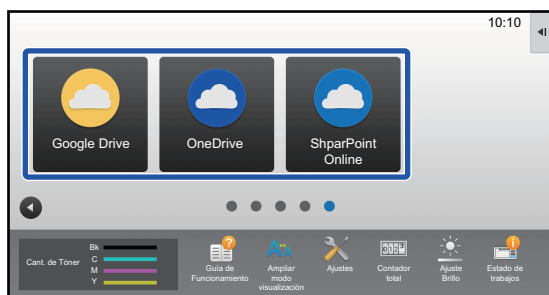 10:10
Google Drive
OneDrive
ShparPoint
Online
Cant. de Tóner
Bk
C
M
Y
Guía de
Funcionamiento
Ampliar
modo
visualización
Ajustes
Contador
total
Ajuste
Brillo
Estado de
trabajos